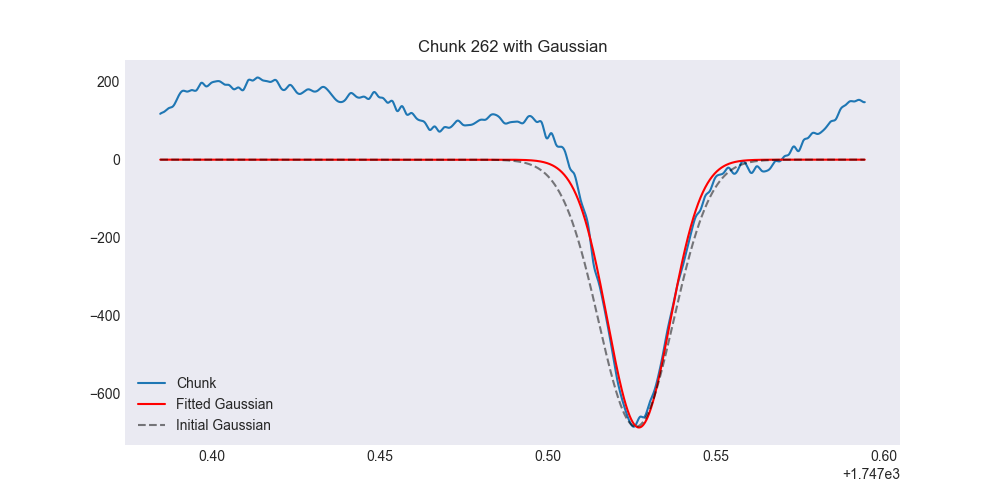 Chunk 262 with Gaussian
200
0
−200
−400
−600
Chunk
Fitted Gaussian
Initial Gaussian
0.40 0.45 0.50 0.55 0.60
+1.747e3